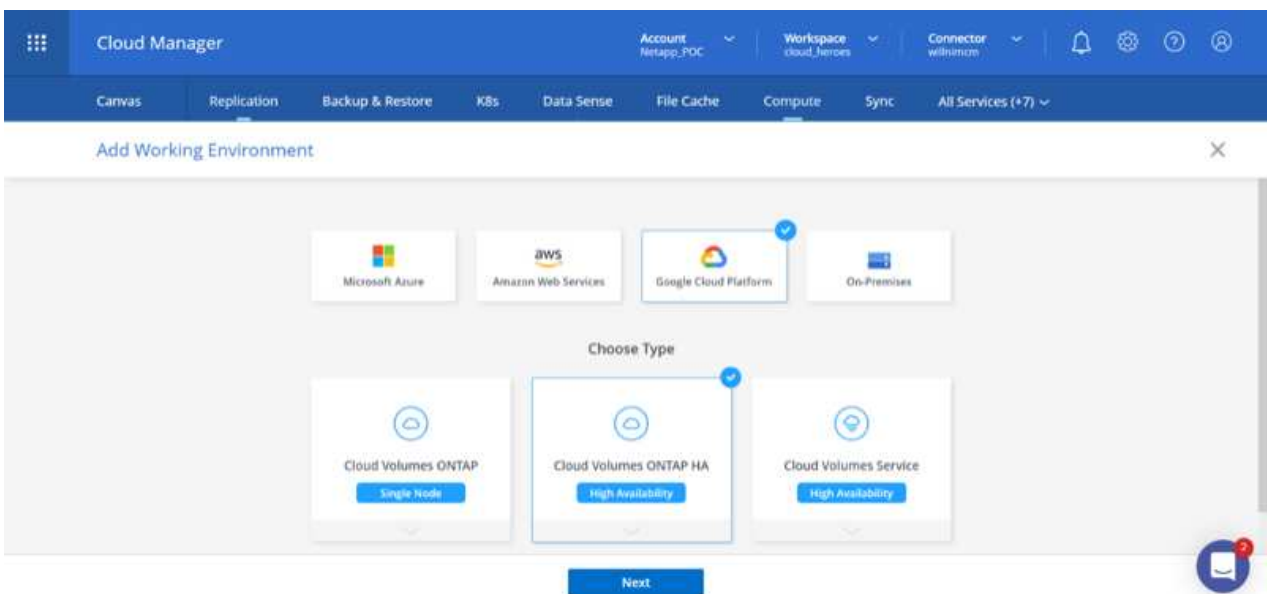 Cloud Manager
Account
Netapp_POC
Workspace
cloud_heroes
Connector
willnimcm
Canvas
Replication
Backup & Restore
K8s
Data Sense
File Cache
Compute
Sync
All Services (+7)
Add Working Environment
Microsoft Azure
aws
Amazon Web Services
Google Cloud Platform
On-Premises
Choose Type
Cloud Volumes ONTAP
Single Node
Cloud Volumes ONTAP HA
High Availability
Cloud Volumes Service
High Availability
Next